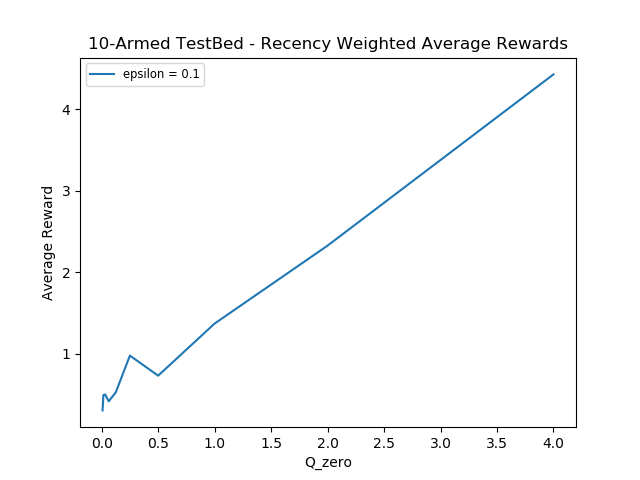 10-Armed TestBed - Recency Weighted Average Rewards
epsilon = 0.1
Average Reward
4
3
2
1
0.0 0.5 1.0 1.5 2.0 2.5 3.0 3.5 4.0
Q_zero